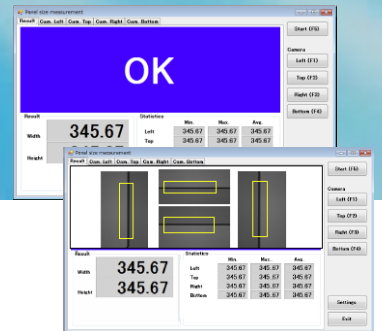 Panel size measurement
Result Cam. Left Cam. Top Cam. Right Cam. Bottom
OK
Start (F5)
Camera
Left (F1)
Top (F2)
Right (F3)
Bottom (F4)
Result
Width 345.67
Height
Statistics
Min. Max. Avg.
Left 345.67 345.67 345.67
Top 345.67 345.67 345.67
Panel size measurement
Result Cam. Left Cam. Top Cam. Right Cam. Bottom
Start (F5)
Camera
Left (F1)
Top (F2)
Right (F3)
Bottom (F4)
Result
Width 345.67
Height 345.67
Statistics
Min. Max. Avg.
Left 345.67 345.67 345.67
Top 345.67 345.67 345.67
Right 345.67 345.67 345.67
Bottom 345.67 345.67 345.67
Settings
Exit